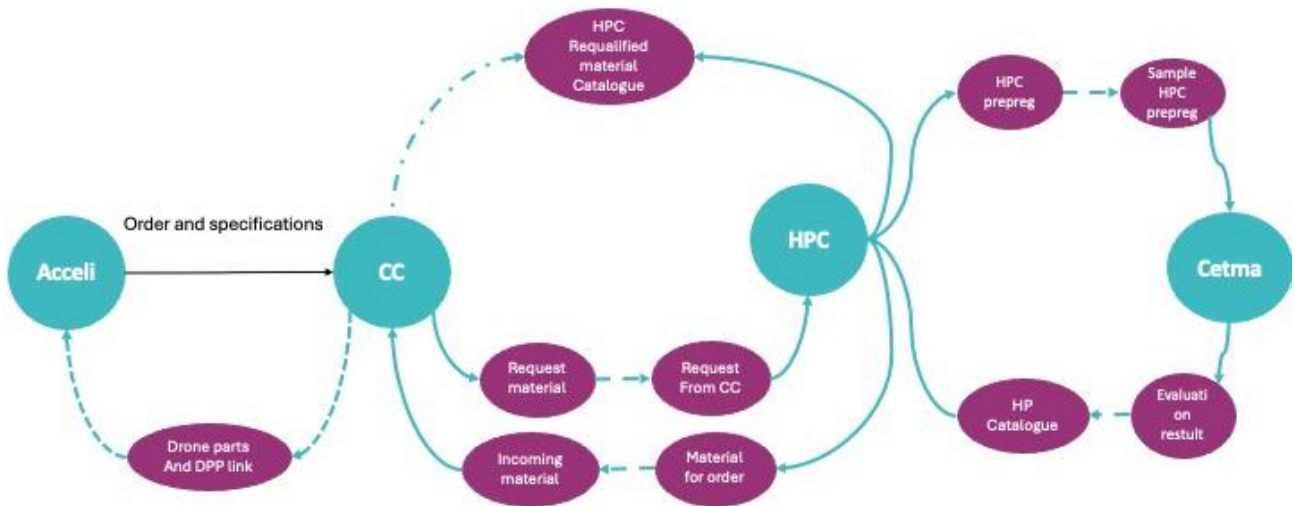 HPC
Requalified
material
Catalogue
HPC
prepreg
Sample
HPC
prepreg
Order and specifications
Acceli
CC
HPC
Cetma
Request
material
Request
From CC
HP
Catalogue
Evaluati
on
restult
Drone parts
And DPP link
Incoming
material
Material
for order